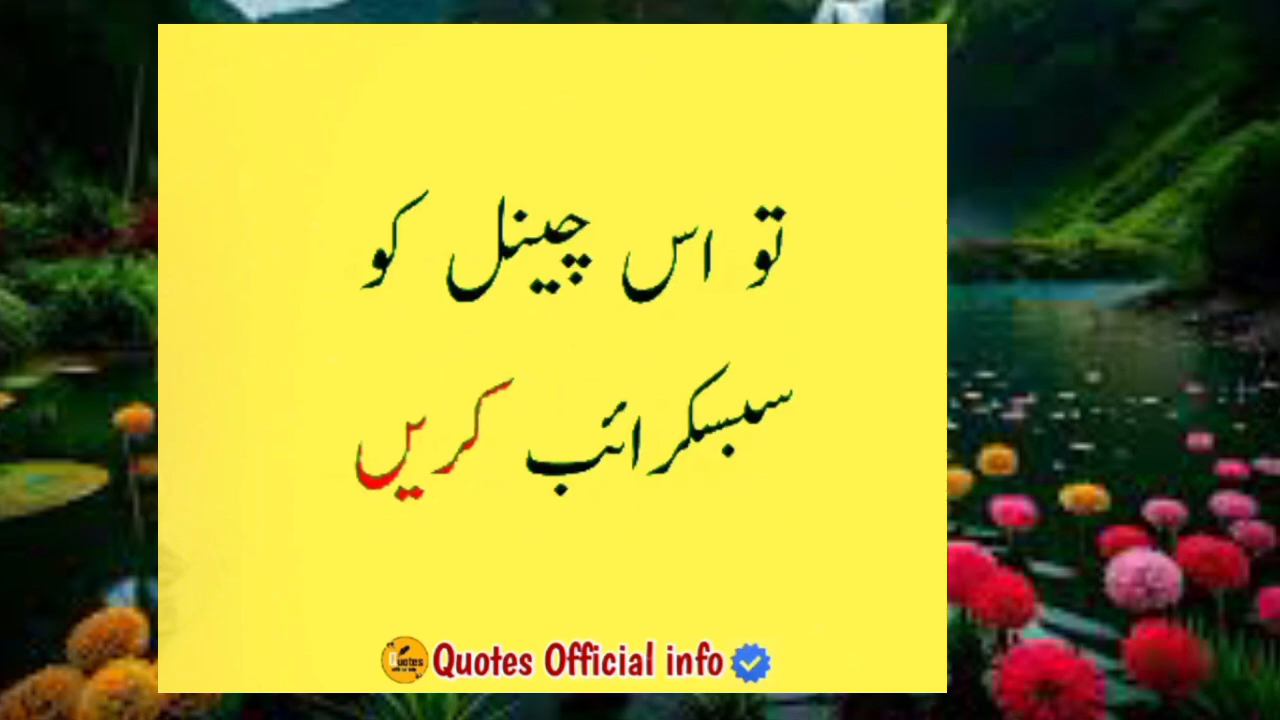 تو اس چینل کو
سبسکرائب کریں
Quotes Official info